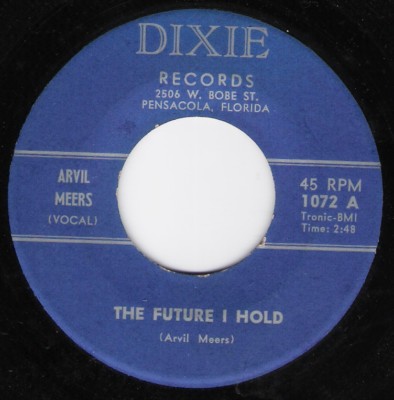 DIXIE
RECORDS
2506 W. BOBE ST.
PENSACOLA, FLORIDA
ARVIL
MEERS
(VOCAL)
45 RPM
1072 A
Tronic-BMI
Time: 2:48
THE FUTURE I HOLD
(Arvil Meers)